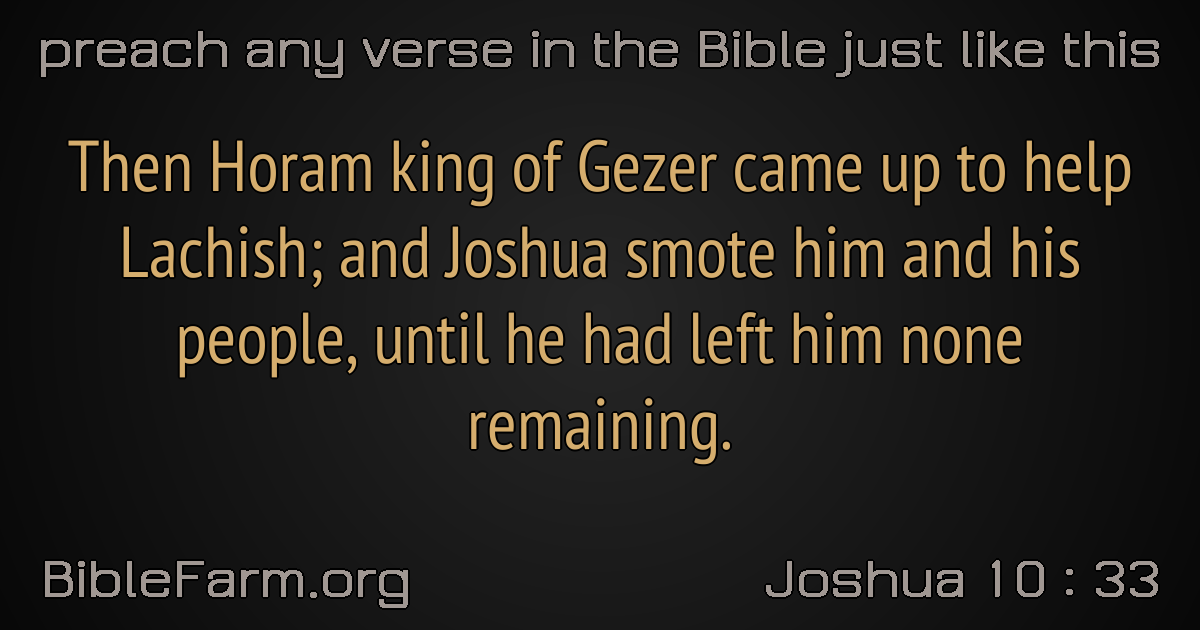 preach any verse in the Bible just like this
Then Horam king of Gezer came up to help
Lachish; and Joshua smote him and his
people, until he had left him none
remaining.
BibleFarm.org
Joshua 10 : 33